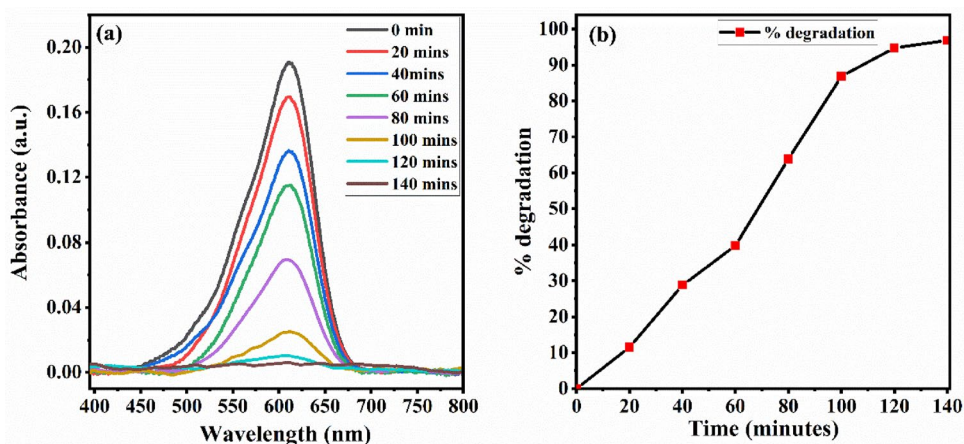 (a)
0 min
20 mins
40mins
60 mins
80 mins
100 mins
120 mins
140 mins
0.20
0.16
0.12
0.08
0.04
0.00
Absorbance (a.u.)
400 450 500 550 600 650 700 750 800
Wavelength (nm)
(b)
% degradation
100
90
80
70
60
50
40
30
20
10
0
% degradation
0 20 40 60 80 100 120 140
Time (minutes)